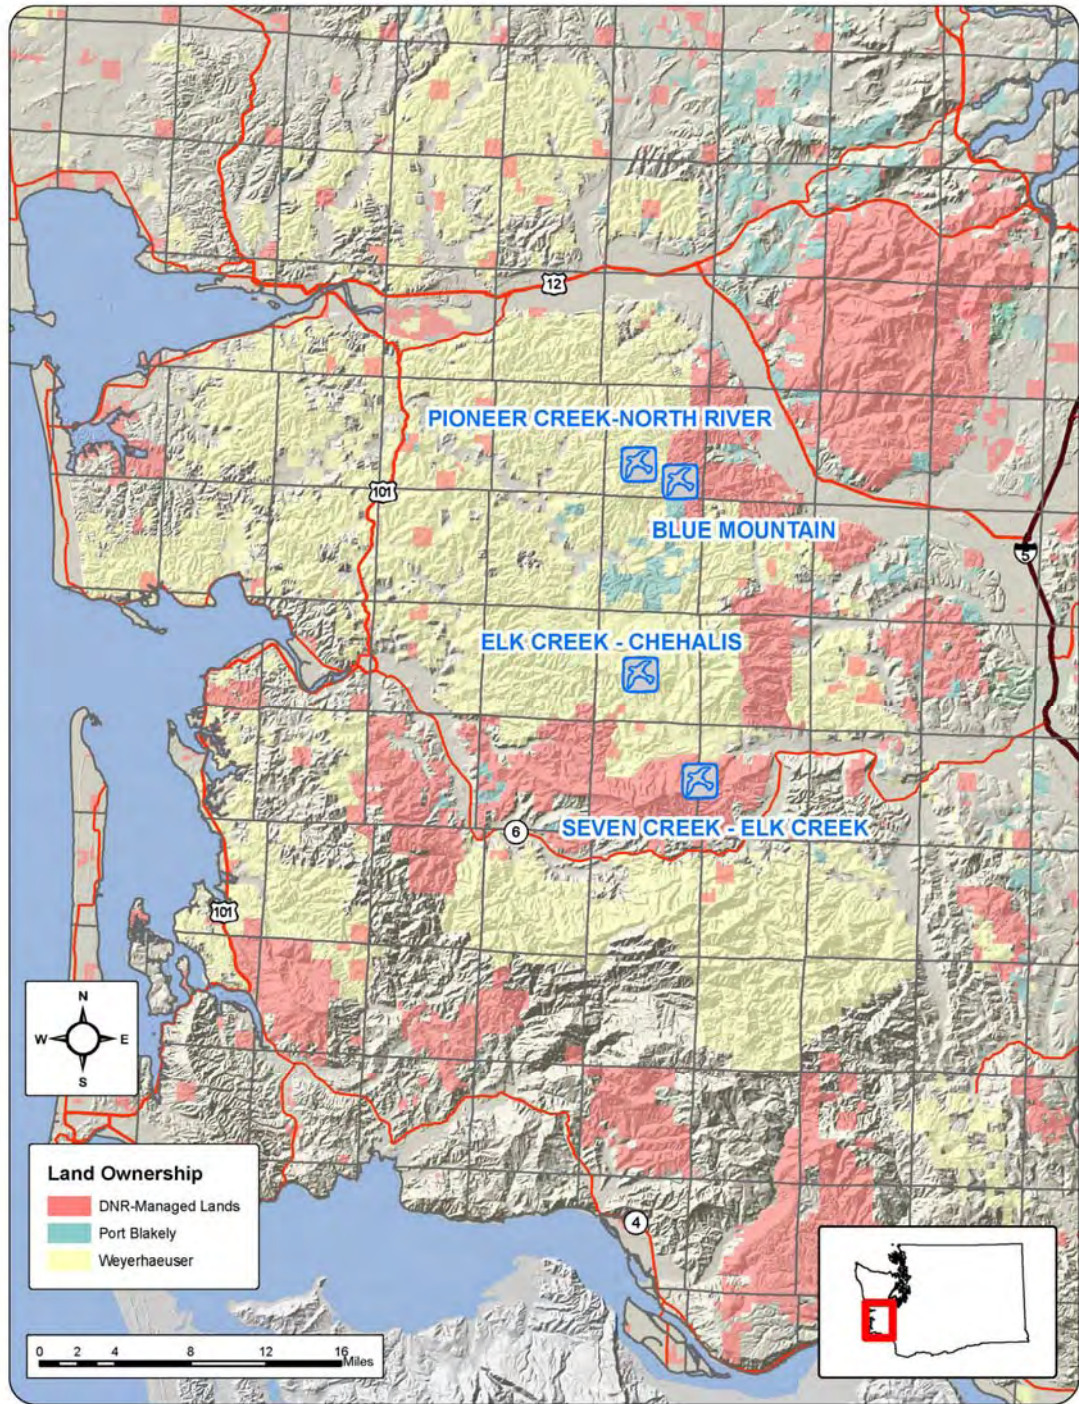 12
PIONEER CREEK-NORTH RIVER
101
BLUE MOUNTAIN
5
ELK CREEK - CHEHALIS
SEVEN CREEK - ELK CREEK
6
101
N
W
E
S
Land Ownership
DNR-Managed Lands
Port Blakely
Weyerhaeuser
4
0 2 4 8 12 16
Miles